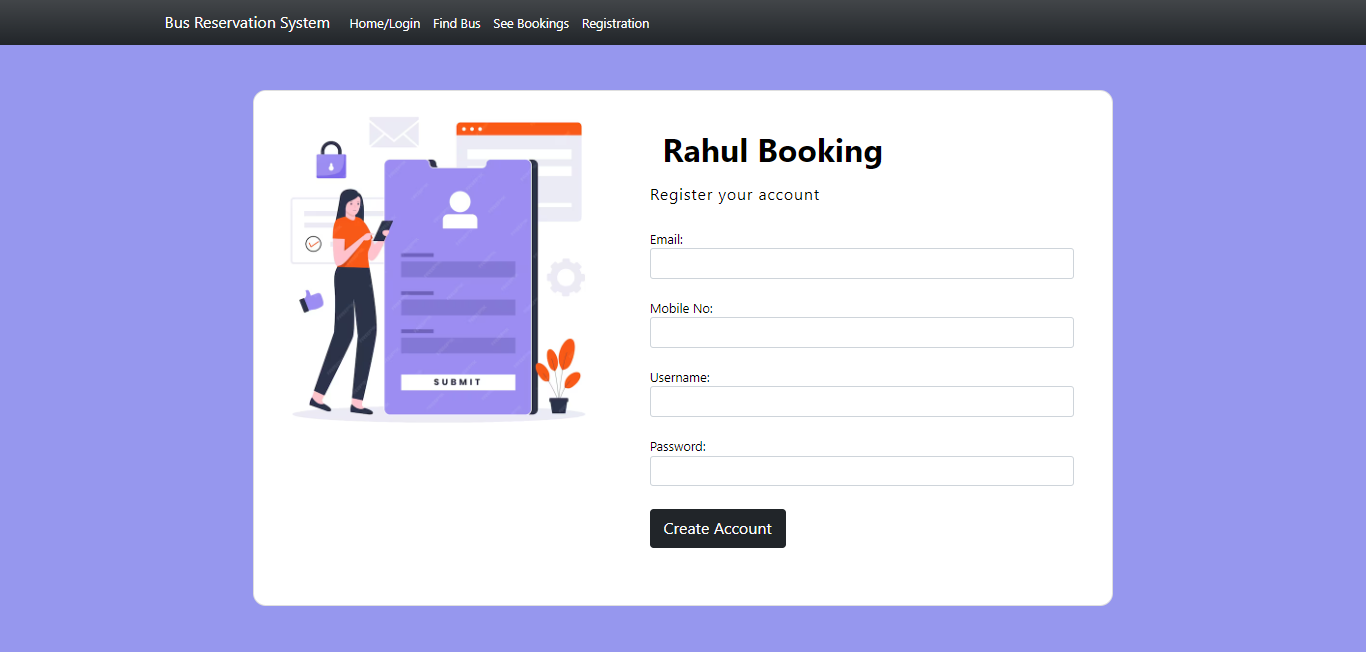 Bus Reservation System Home/Login Find Bus See Bookings Registration
Rahul Booking
Register your account
Email:
Mobile No:
Username:
Password:
SUBMIT
Create Account